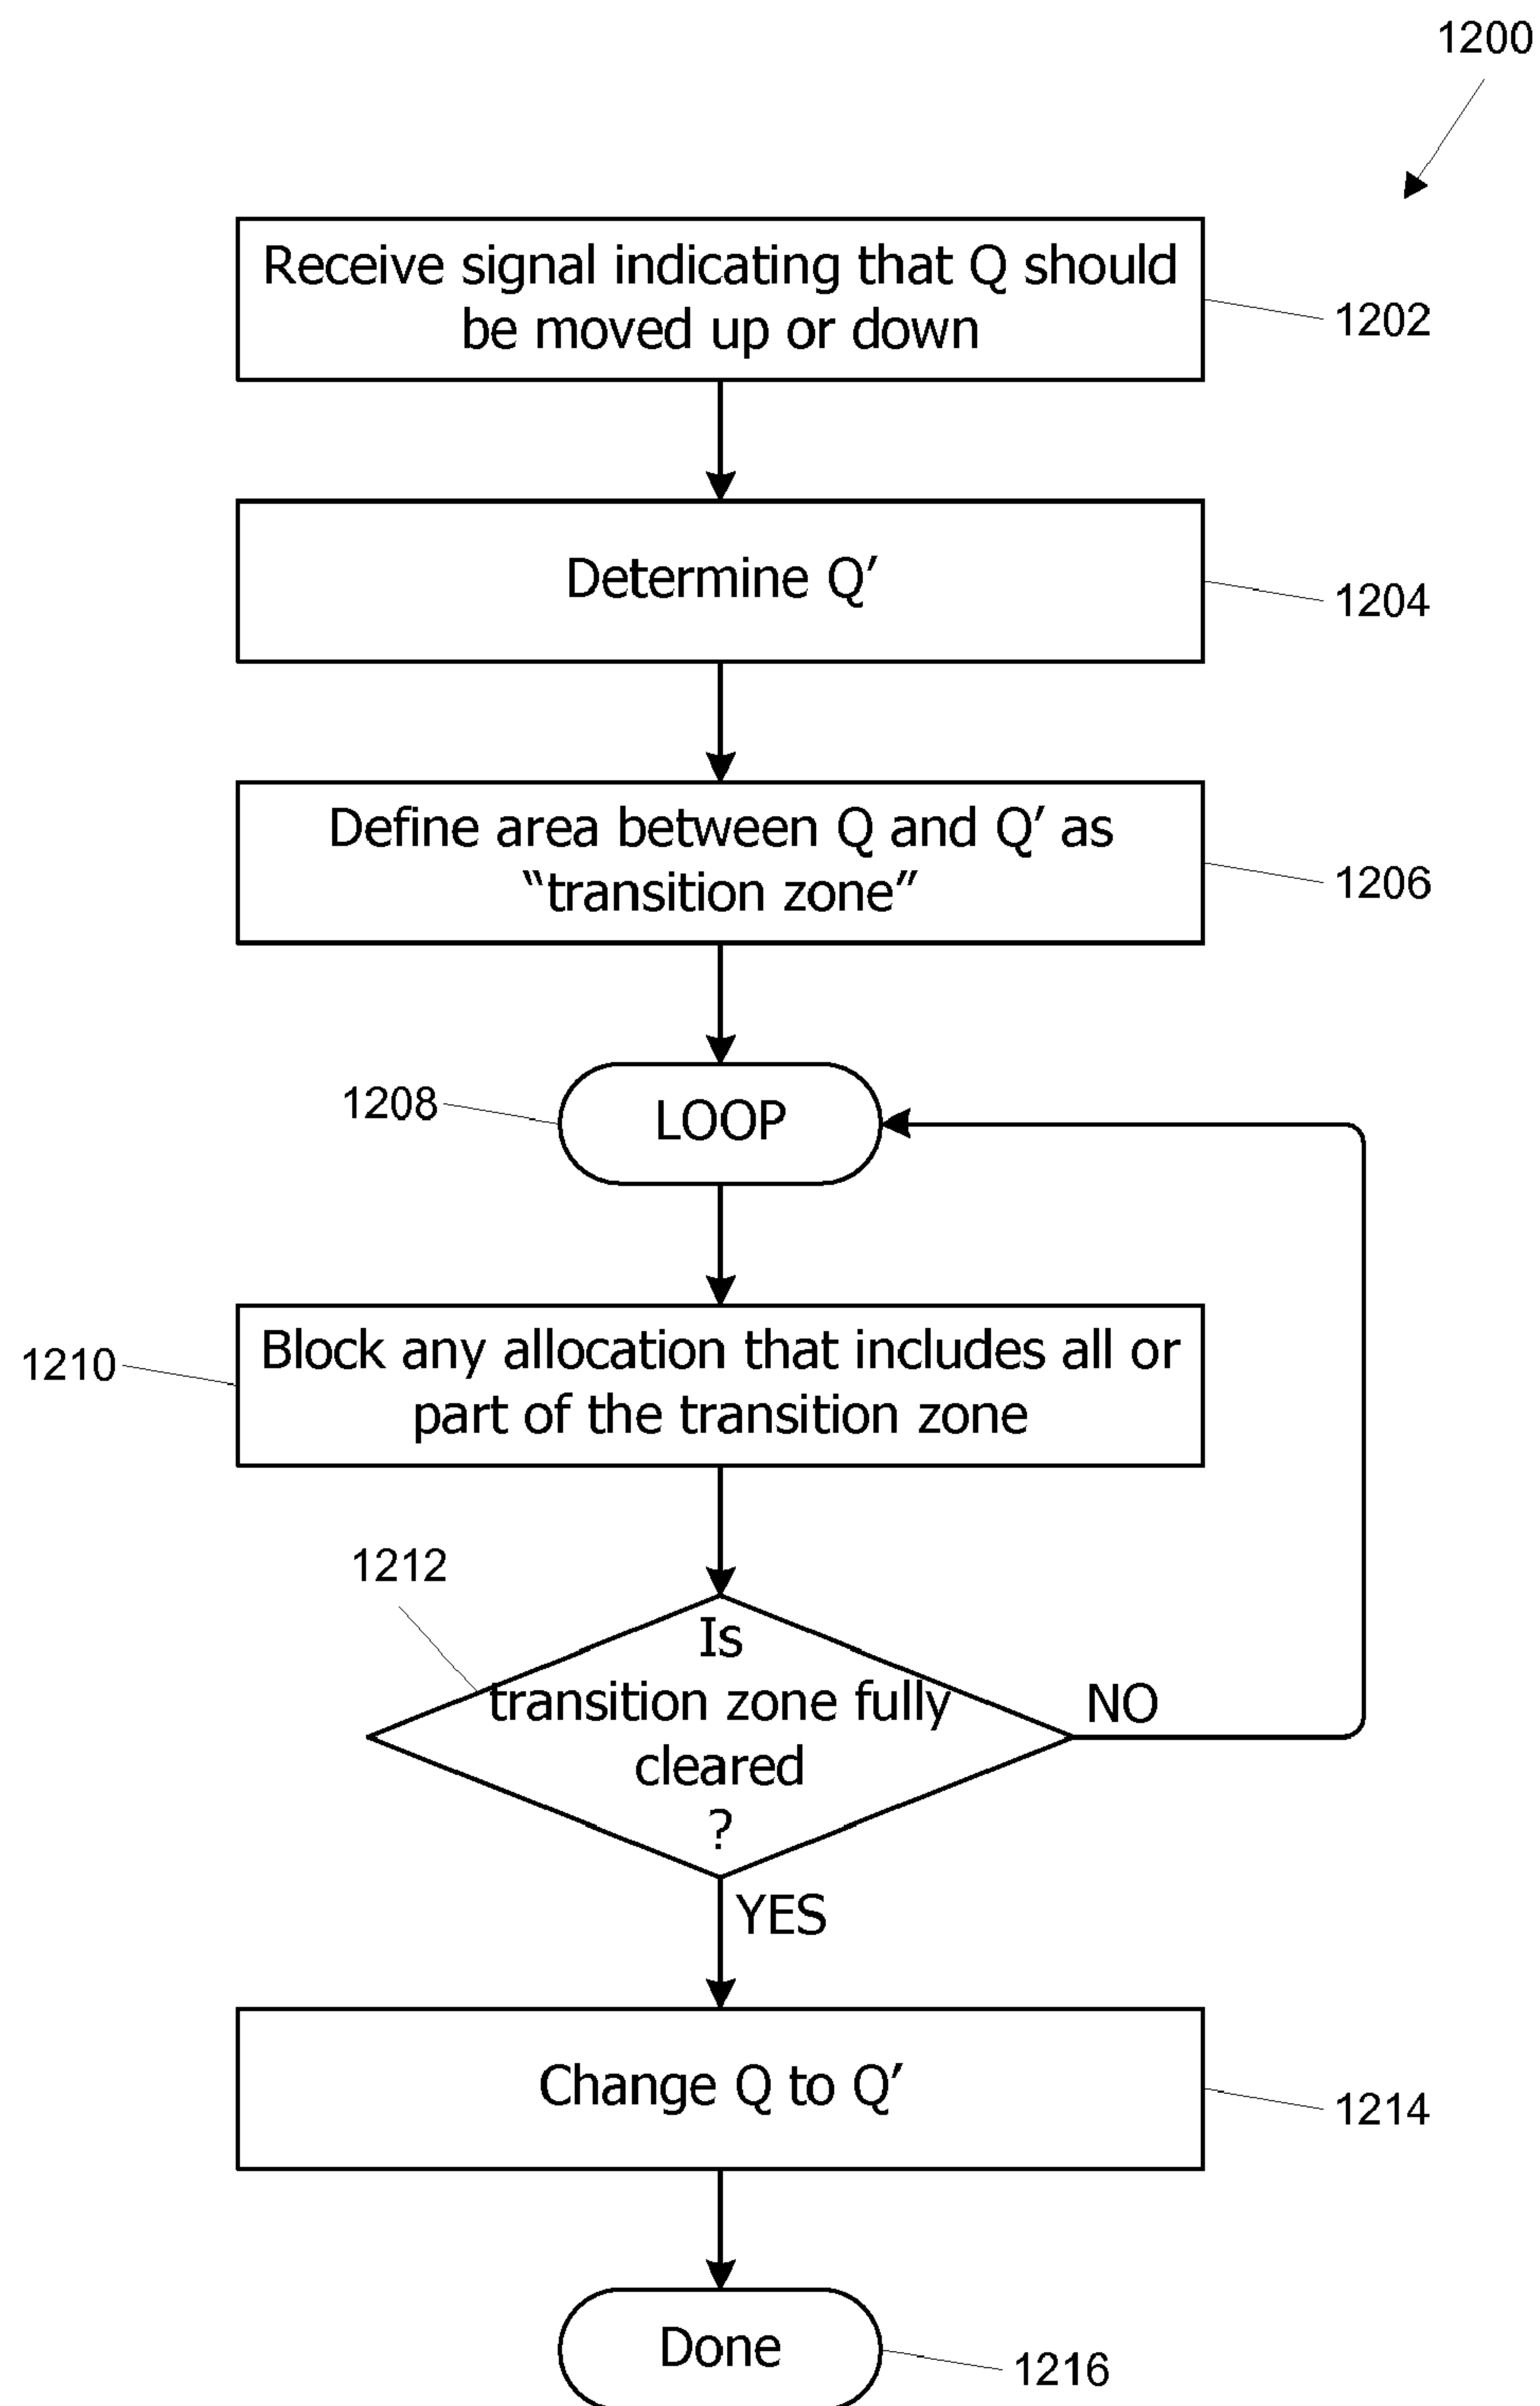 1200
Receive signal indicating that Q should
be moved up or down
1202
Determine Q’
1204
Define area between Q and Q’ as
“transition zone”
1206
1208
LOOP
1210
Block any allocation that includes all or
part of the transition zone
1212
Is
transition zone fully
cleared
?
NO
YES
Change Q to Q’
1214
Done
1216